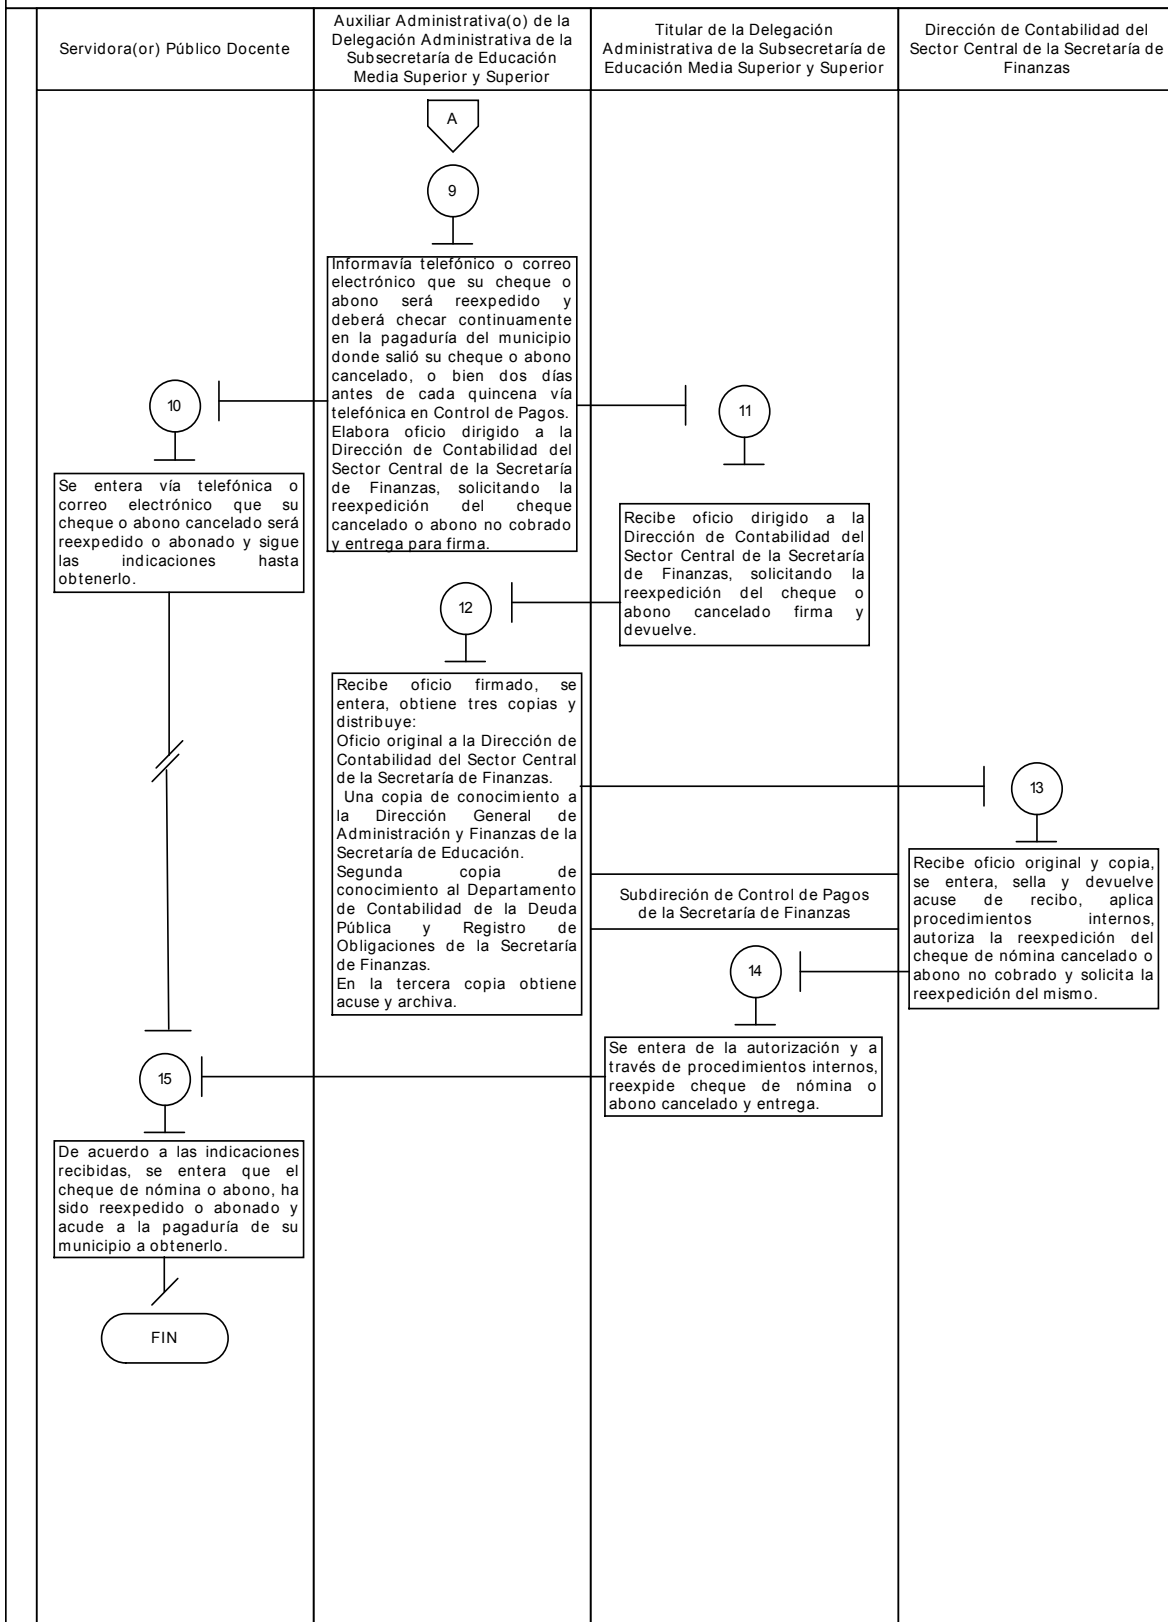 Servidora(or) Público Docente
Auxiliar Administrativa(o) de la
Delegación Administrativa de la
Subsecretaría de Educación
Media Superior y Superior
Titular de la Delegación
Administrativa de la Subsecretaría de
Educación Media Superior y Superior
Dirección de Contabilidad del
Sector Central de la Secretaría de
Finanzas
A
9
Informavía telefónico o correo
electrónico que su cheque o
abono será reexpedido y
deberá checar continuamente
en la pagaduría del municipio
donde salió su cheque o abono
cancelado, o bien dos días
antes de cada quincena vía
telefónica en Control de Pagos.
Elabora oficio dirigido a la
Dirección de Contabilidad del
Sector Central de la Secretaría
de Finanzas, solicitando la
reexpedición del cheque
cancelado o abono no cobrado
y entrega para firma.
10
Se entera vía telefónica o
correo electrónico que su
cheque o abono cancelado será
reexpedido o abonado y sigue
las indicaciones hasta
obtenerlo.
11
Recibe oficio dirigido a la
Dirección de Contabilidad del
Sector Central de la Secretaría
de Finanzas, solicitando la
reexpedición del cheque o
abono cancelado firma y
devuelve.
12
Recibe oficio firmado, se
entera, obtiene tres copias y
distribuye:
Oficio original a la Dirección de
Contabilidad del Sector Central
de la Secretaría de Finanzas.
Una copia de conocimiento a
la Dirección General de
Administración y Finanzas de la
Secretaría de Educación.
Segunda copia de
conocimiento al Departamento
de Contabilidad de la Deuda
Pública y Registro de
Obligaciones de la Secretaría
de Finanzas.
En la tercera copia obtiene
acuse y archiva.
13
Recibe oficio original y copia,
se entera, sella y devuelve
acuse de recibo, aplica
procedimientos internos,
autoriza la reexpedición del
cheque de nómina cancelado o
abono no cobrado y solicita la
reexpedición del mismo.
Subdireción de Control de Pagos
de la Secretaría de Finanzas
14
Se entera de la autorización y a
través de procedimientos internos,
reexpide cheque de nómina o
abono cancelado y entrega.
15
De acuerdo a las indicaciones
recibidas, se entera que el
cheque de nómina o abono, ha
sido reexpedido o abonado y
acude a la pagaduría de su
municipio a obtenerlo.
FIN